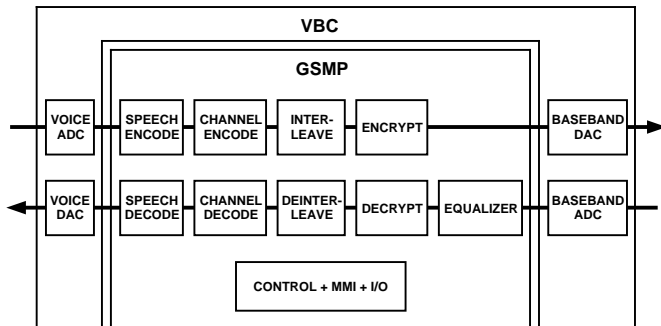 VBC
GSMP
VOICE
ADC
SPEECH
ENCODE
CHANNEL
ENCODE
INTER-
LEAVE
ENCRYPT
BASEBAND
DAC
VOICE
DAC
SPEECH
DECODE
CHANNEL
DECODE
DEINTER-
LEAVE
DECRYPT
EQUALIZER
BASEBAND
ADC
CONTROL + MMI + I/O